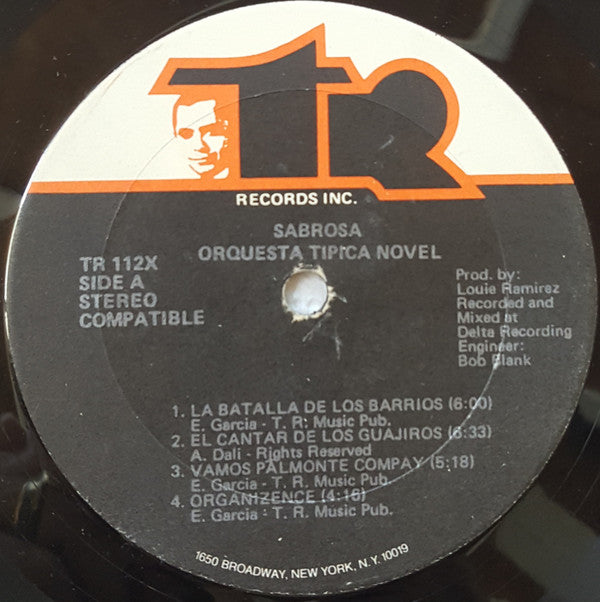 TR
RECORDS INC.
SABROSA
ORQUESTA TIPICA NOVEL
TR 112X
SIDE A
STEREO
COMPATIBLE
Prod. by:
Louie Ramirez
Recorded and
Mixed at
Delta Recording
Engineer:
Bob Blank
1. LA BATALLA DE LOS BARRIOS (6:00)
E. Garcia - T. R. Music Pub.
2. EL CANTAR DE LOS GUAJIROS (6:33)
A. Dali - Rights Reserved
3. VAMOS PALMONTE COMPAY (5:18)
E. Garcia - T. R. Music Pub.
4. ORGANIZENCE (4:16)
E. Garcia - T. R. Music Pub.
1650 BROADWAY, NEW YORK, N.Y. 10019